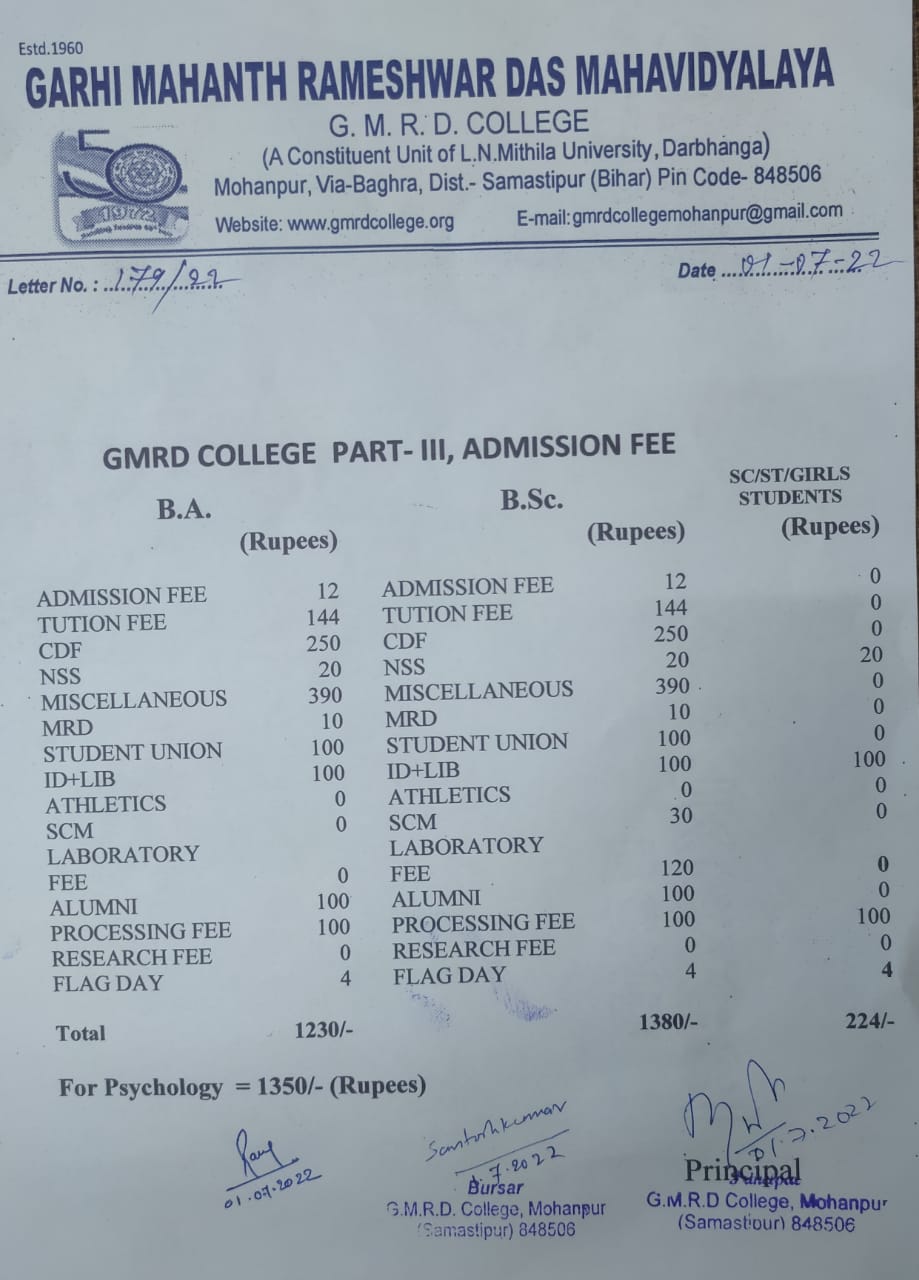 Estd.1960
GARHI MAHANTH RAMESHWAR DAS MAHAVIDYALAYA
G. M. R. D. COLLEGE
(A Constituent Unit of L.N.Mithila University, Darbhanga)
Mohanpur, Via-Baghra, Dist.- Samastipur (Bihar) Pin Code- 848506
Website: www.gmrdcollege.org E-mail:gmrdcollegemohanpur@gmail.com
50
1972
Letter No. : 179/22 Date 01-07-22
GMRD COLLEGE PART- III, ADMISSION FEE
B.A. B.Sc. SC/ST/GIRLS STUDENTS
(Rupees) (Rupees) (Rupees)
ADMISSION FEE 12 ADMISSION FEE 12 0
TUTION FEE 144 TUTION FEE 144 0
CDF 250 CDF 250 0
NSS 20 NSS 20 20
MISCELLANEOUS 390 MISCELLANEOUS 390 0
MRD 10 MRD 10 0
STUDENT UNION 100 STUDENT UNION 100 0
ID+LIB 100 ID+LIB 100 100
ATHLETICS 0 ATHLETICS 0 0
SCM 0 SCM 30 0
LABORATORY LABORATORY
FEE 0 FEE 120 0
ALUMNI 100 ALUMNI 100 0
PROCESSING FEE 100 PROCESSING FEE 100 100
RESEARCH FEE 0 RESEARCH FEE 0 0
FLAG DAY 4 FLAG DAY 4 4
Total 1230/- 1380/- 224/-
For Psychology = 1350/- (Rupees)
01.07.2022
Santosh kumar
1.7.2022
Bursar
G.M.R.D. College, Mohanpur
(Samastipur) 848506
01.7.2022
Principal
Principal
G.M.R.D College, Mohanpur
(Samastipur) 848506